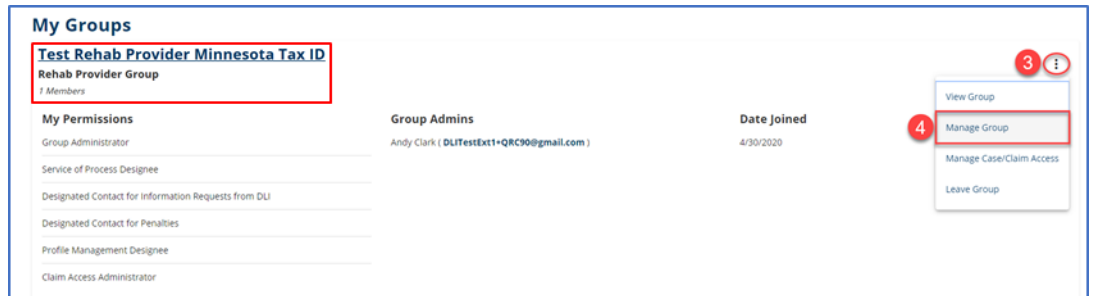 My Groups
Test Rehab Provider Minnesota Tax ID
Rehab Provider Group
1 Members
3
View Group
4
Manage Group
Manage Case/Claim Access
Leave Group
My Permissions
Group Administrator
Service of Process Designee
Designated Contact for Information Requests from DLI
Designated Contact for Penalties
Profile Management Designee
Claim Access Administrator
Group Admins
Andy Clark ( DLITestExt1+QRC90@gmail.com )
Date Joined
4/30/2020